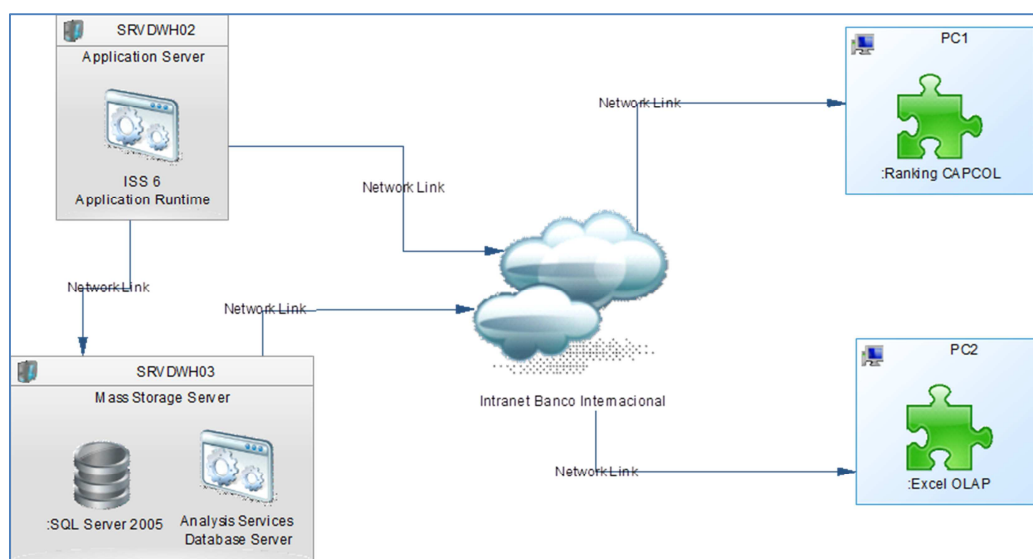 SRVDWH02
Application Server
ISS 6
Application Runtime
Network Link
Network Link
Network Link
SRVDWH03
Mass Storage Server
:SQL Server 2005
Analysis Services
Database Server
Intranet Banco Internacional
Network Link
PC1
:Ranking CAPCOL
Network Link
PC2
:Excel OLAP